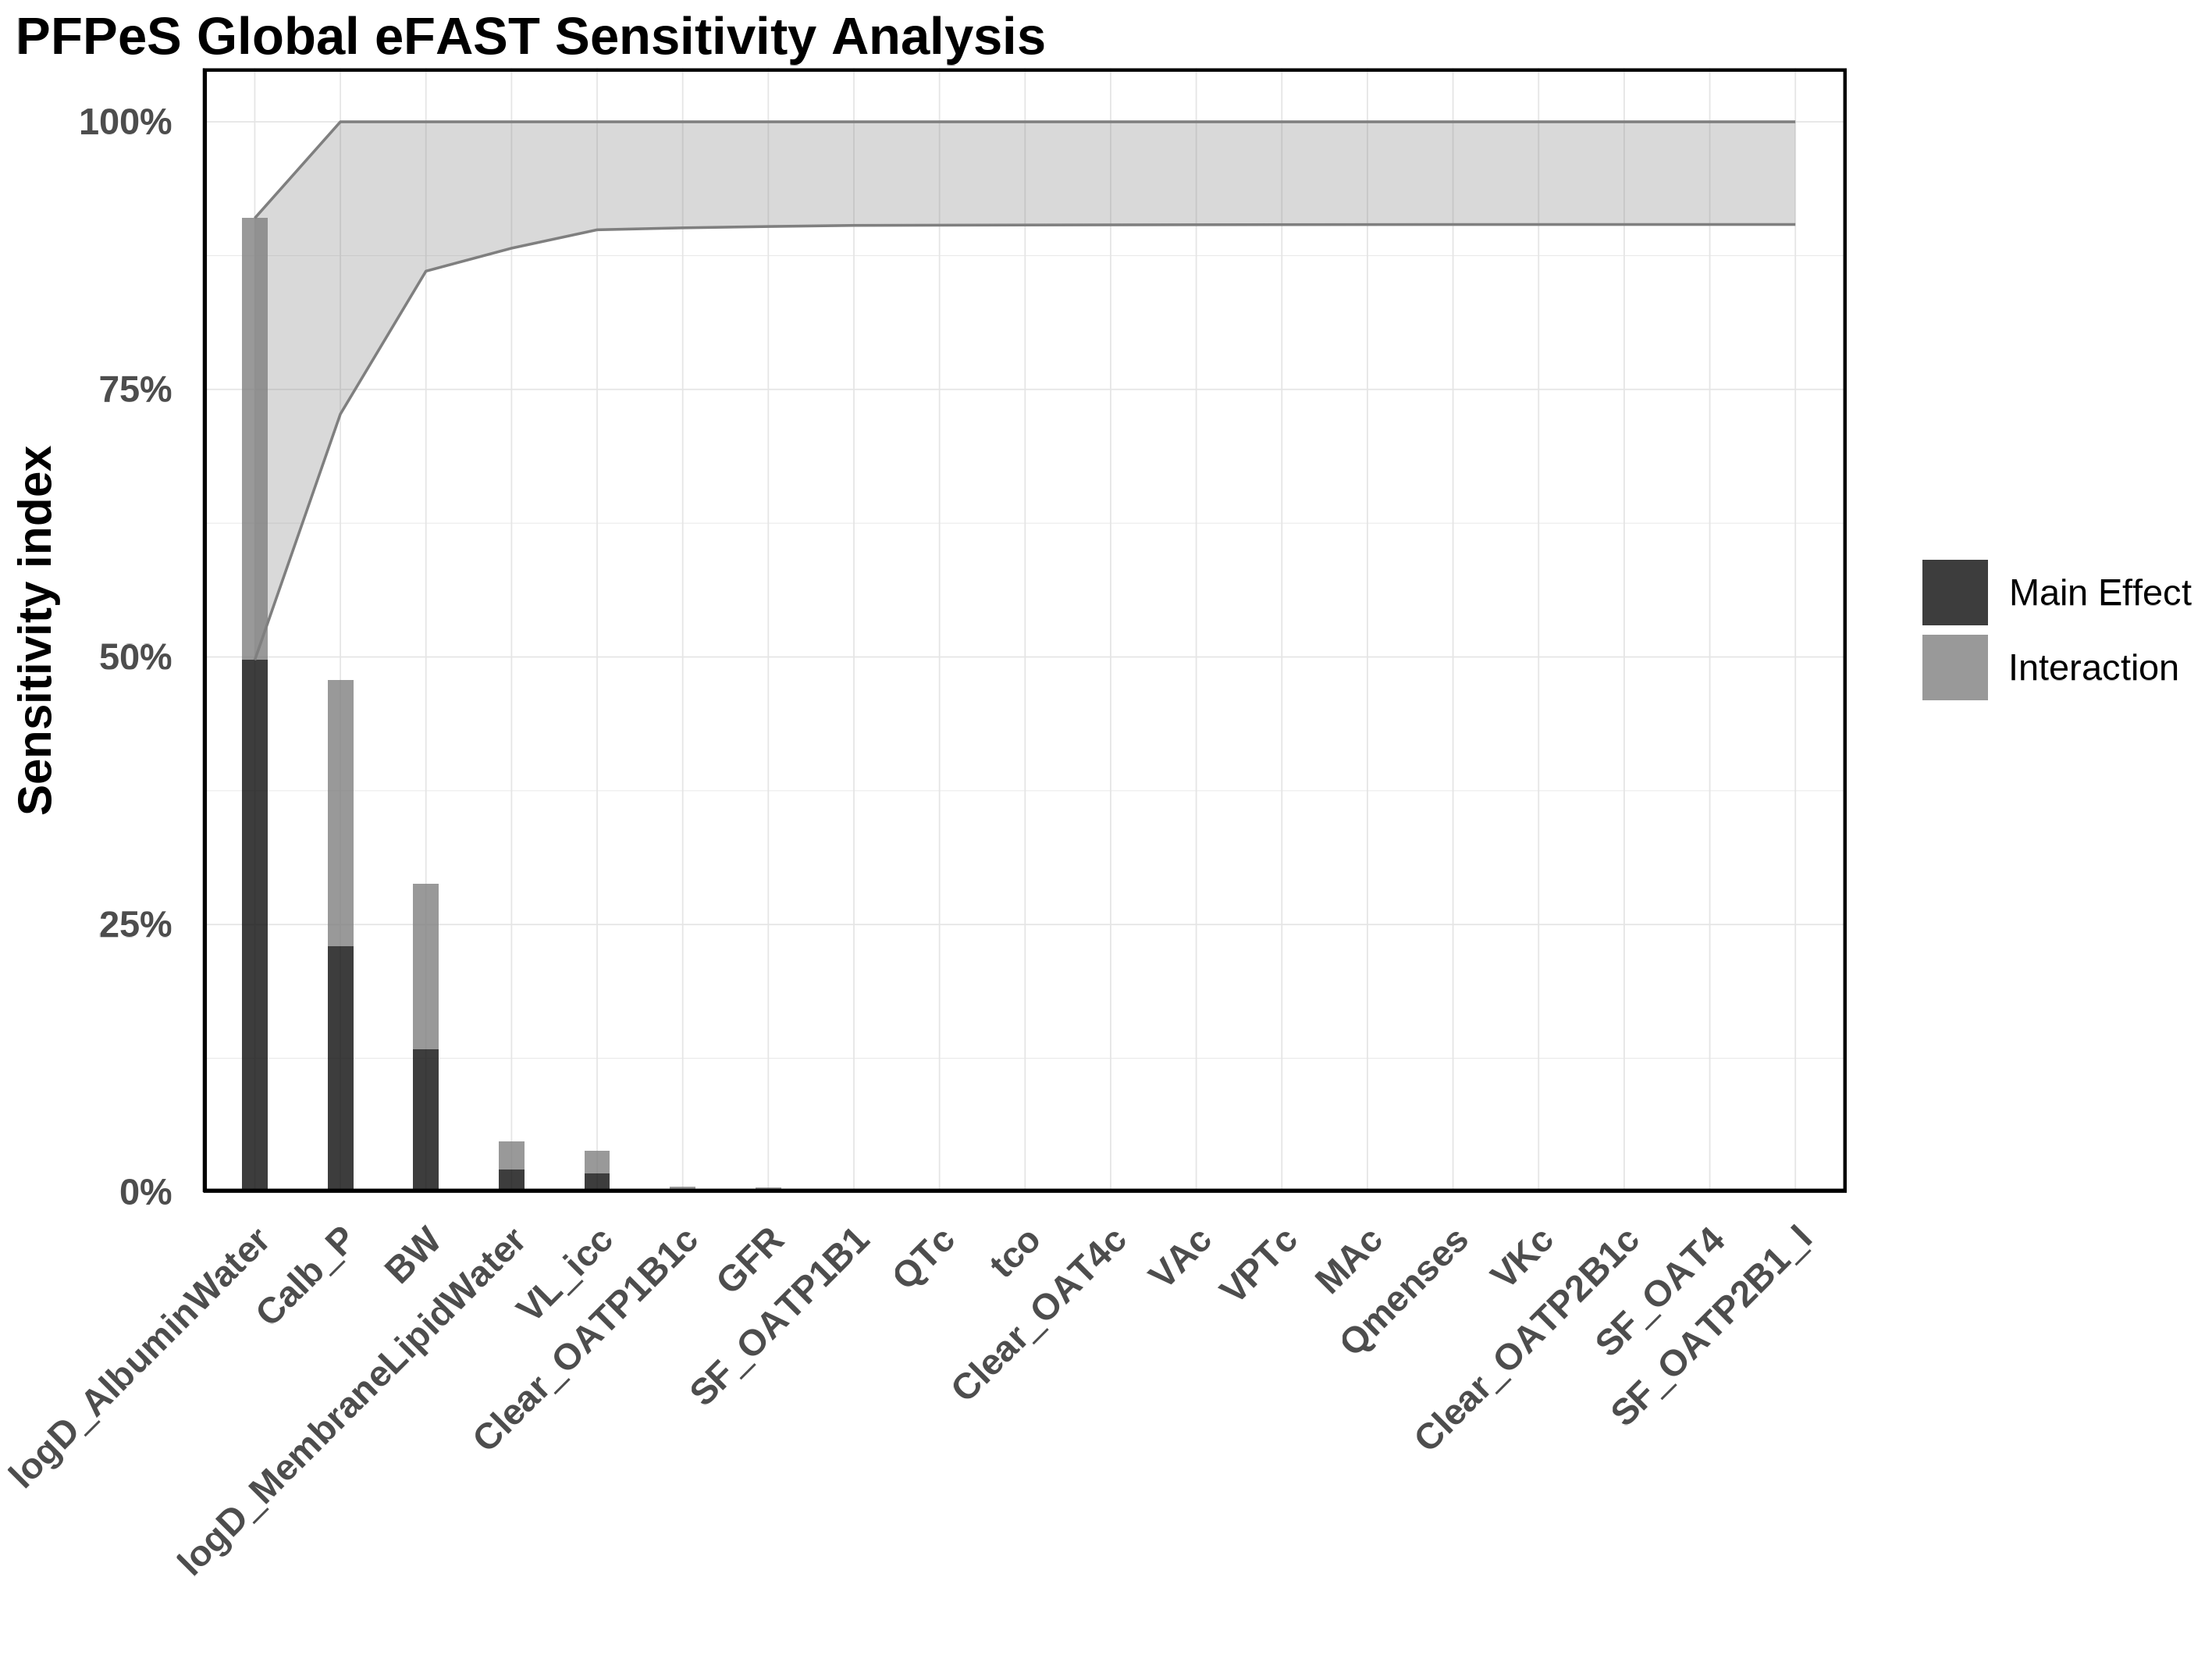 PFPeS Global eFAST Sensitivity Analysis
Sensitivity index
100%
75%
50%
25%
0%
logD_AlbuminWater
Calb_P
BW
logD_MembraneLipidWater
VL_icc
Clear_OATP1B1c
GFR
SF_OATP1B1
QTc
tco
Clear_OAT4c
VAc
VPTc
MAc
Qmenses
VKc
Clear_OATP2B1c
SF_OAT4
SF_OATP2B1_I
Main Effect
Interaction